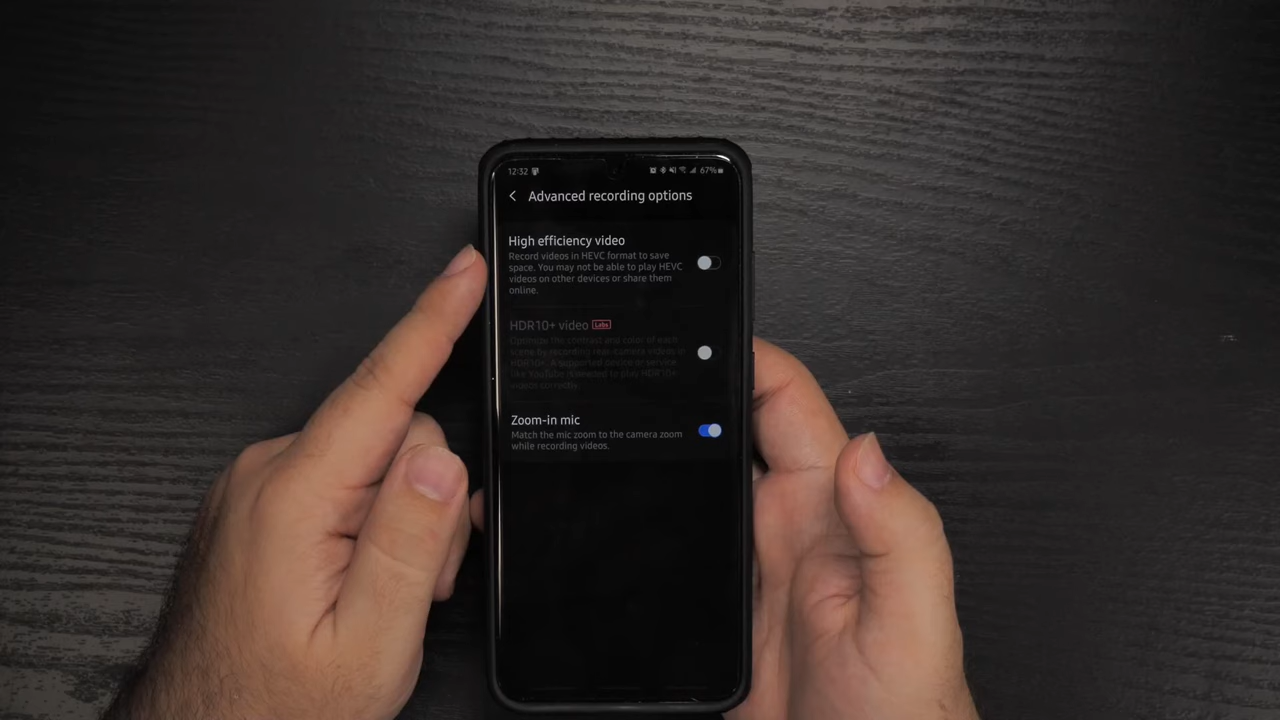 12:32
67%
Advanced recording options
High efficiency video
Record videos in HEVC format to save
space. You may not be able to play HEVC
videos on other devices or share them
online.
HDR10+ video Labs
Optimize the contrast and color of each
scene by recording rear camera videos in
HDR10+. A supported device or service
like YouTube is needed to play HDR10+
videos correctly.
Zoom-in mic
Match the mic zoom to the camera zoom
while recording videos.